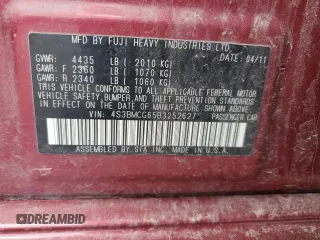 MFD BY FUJI HEAVY INDUSTRIES LTD.
DATE: 04/11
GVWR: 4435 LB ( 2010 KG)
GAWR: F 2360 LB ( 1070 KG)
GAWR: R 2340 LB ( 1060 KG)
THIS VEHICLE CONFORMS TO ALL APPLICABLE
FEDERAL MOTOR VEHICLE SAFETY, BUMPER, AND THEFT
PREVENTION STANDARDS IN EFFECT ON THE DATE OF
MANUFACTURE SHOWN ABOVE.
VIN: 4S3BMCG65B3252627 PASSENGER CAR
ASSEMBLED BY SIA INC. MADE IN U.S.A.
DREAMBID